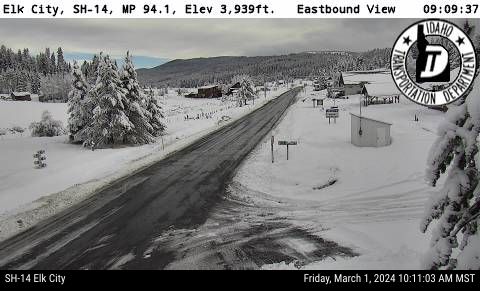 Elk City, SH-14, MP 94.1, Elev 3,939ft. Eastbound View 09:09:37
IDAHO
TRANSPORTATION DEPARTMENT
SH-14 Elk City Friday, March 1, 2024 10:11:03 AM MST